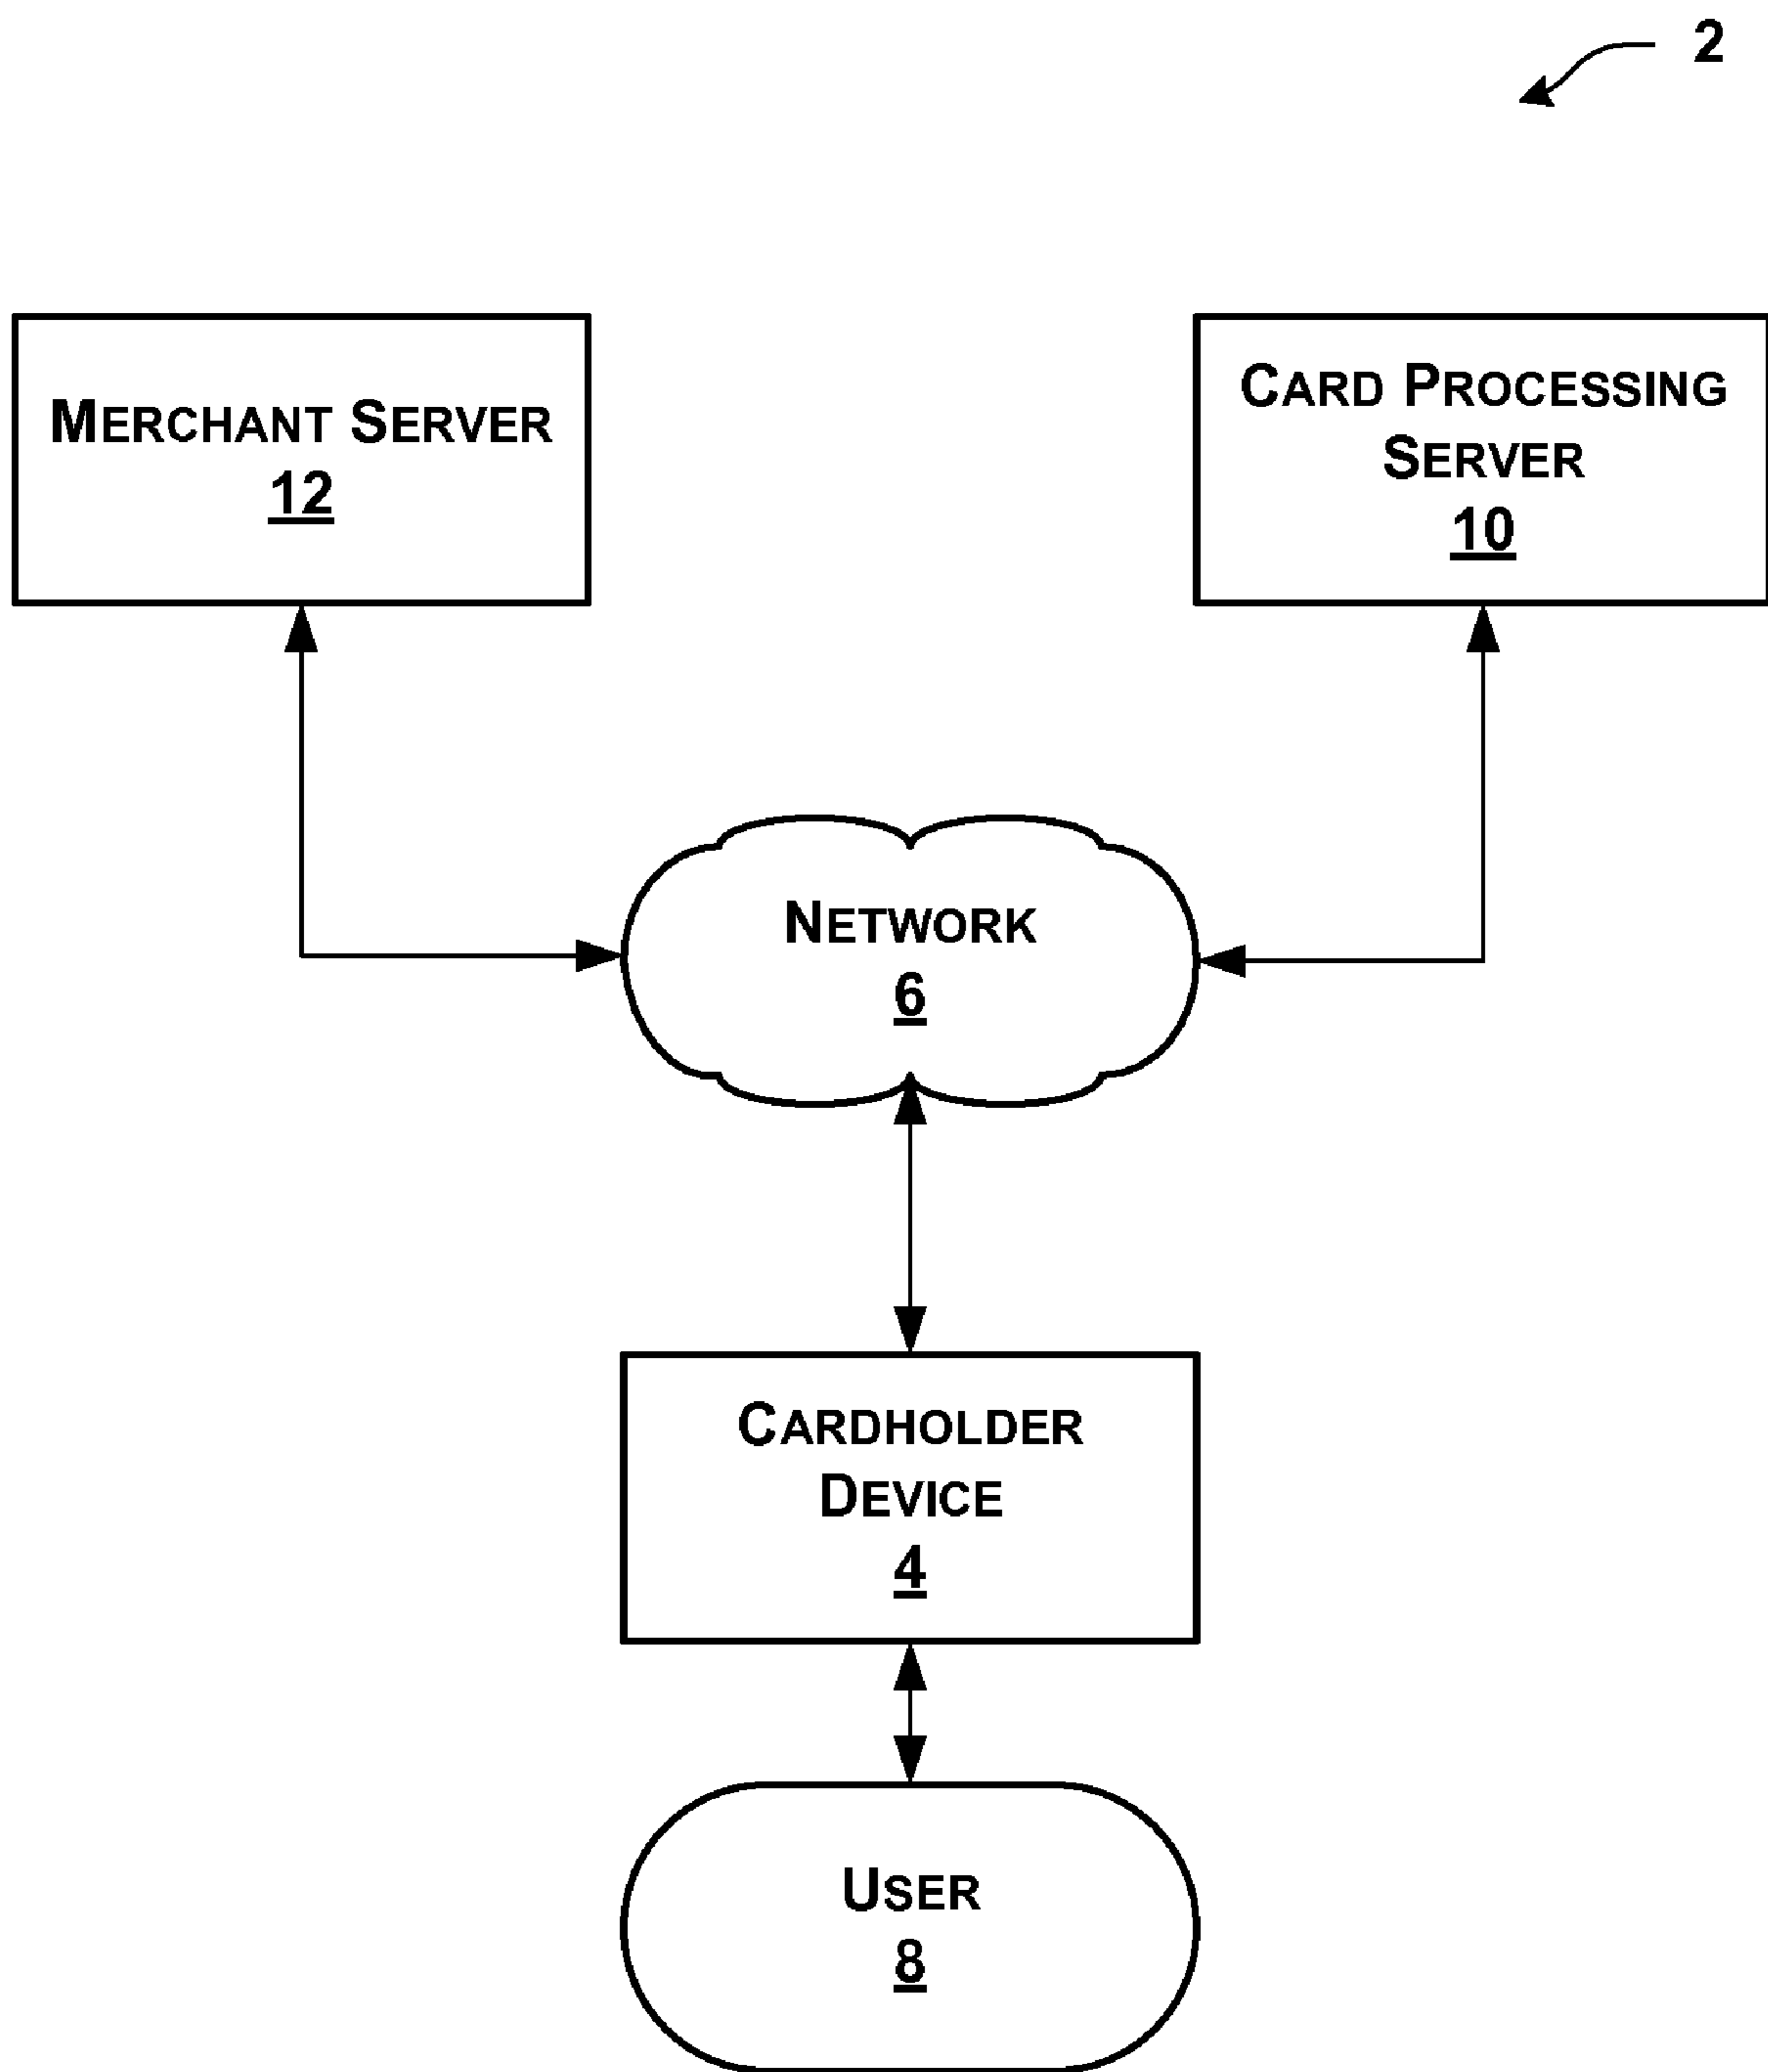 2
MERCHANT SERVER
12
CARD PROCESSING
SERVER
10
NETWORK
6
CARDHOLDER
DEVICE
4
USER
8